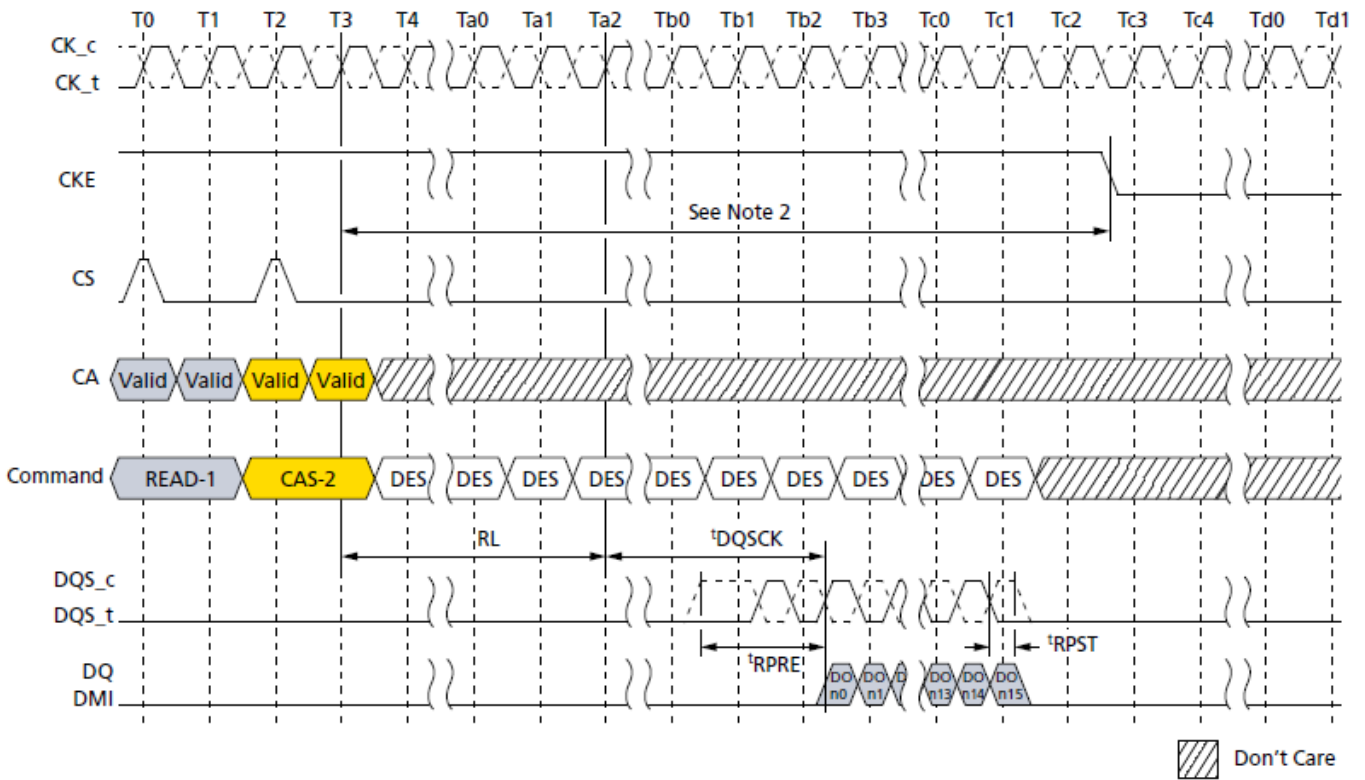 T0 T1 T2 T3 T4 Ta0 Ta1 Ta2 Tb0 Tb1 Tb2 Tb3 Tc0 Tc1 Tc2 Tc3 Tc4 Td0 Td1
CK_c
CK_t
CKE
See Note 2
CS
CA Valid Valid Valid Valid
Command READ-1 CAS-2 DES DES DES DES DES DES DES DES DES DES
RL tDQSCK
DQS_c
DQS_t
tRPRE tRPST
DQ DO DO D DO DO DO
DMI n0 n1 n13 n14 n15
Don't Care